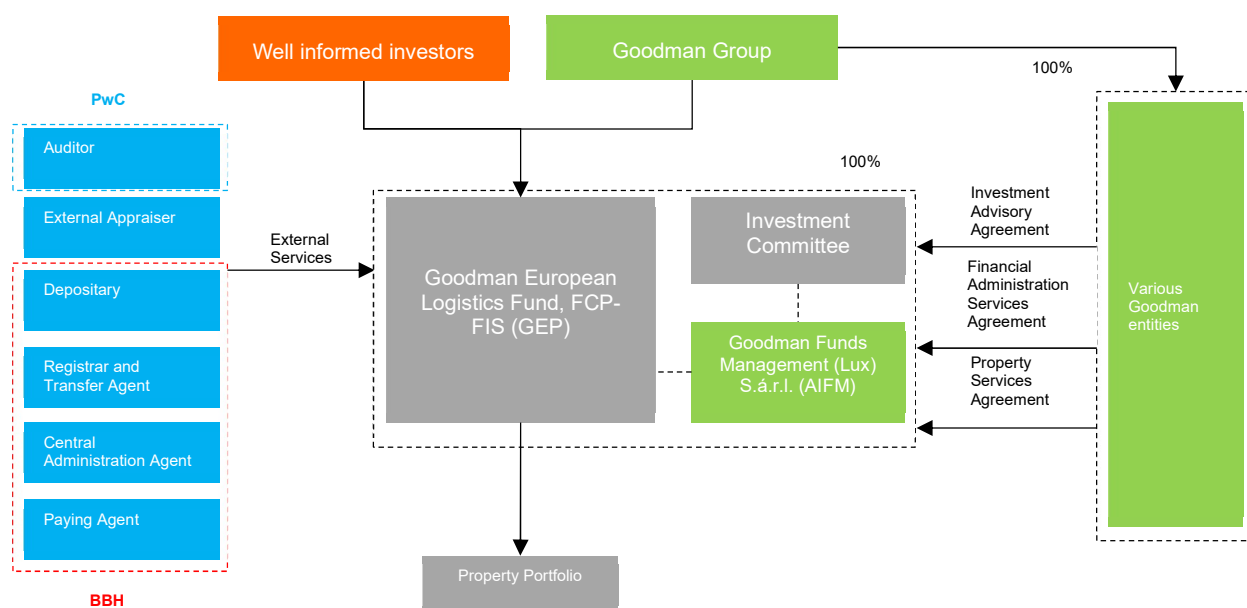 Well informed investors
Goodman Group
100%
PwC
Auditor
External Appraiser
Depositary
Registrar and
Transfer Agent
Central
Administration Agent
Paying Agent
BBH
External
Services
100%
Goodman European
Logistics Fund, FCP-
FIS (GEP)
Investment
Committee
Goodman Funds
Management (Lux)
S.á.r.l. (AIFM)
Investment
Advisory
Agreement
Financial
Administration
Services
Agreement
Property
Services
Agreement
Various
Goodman
entities
Property Portfolio